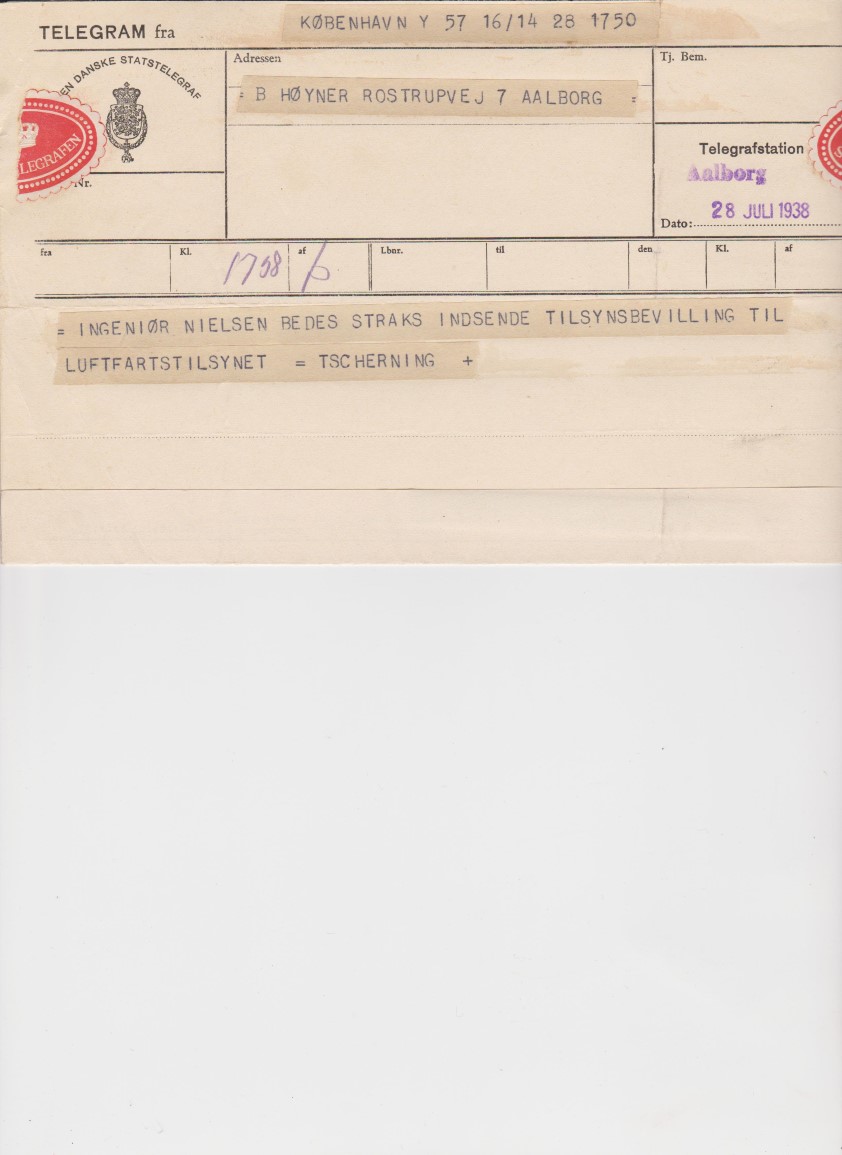 TELEGRAM fra
KØBENHAVN Y 57 16/14 28 1750
EN DANSKE STATSTELEGRAF
LEGRAFEN
Nr.
Adressen
= B HØYNER ROSTRUPVEJ 7 AALBORG =
Tj. Bem.
Telegrafstation
Aalborg
28 JULI 1938
Dato:
fra
Kl.
1758
af
Lbnr.
til
den
Kl.
af
= INGENIØR NIELSEN BEDES STRAKS INDSENDE TILSYNSBEVILLING TIL
LUFTFARTSTILSYNET = TSCHERNING +